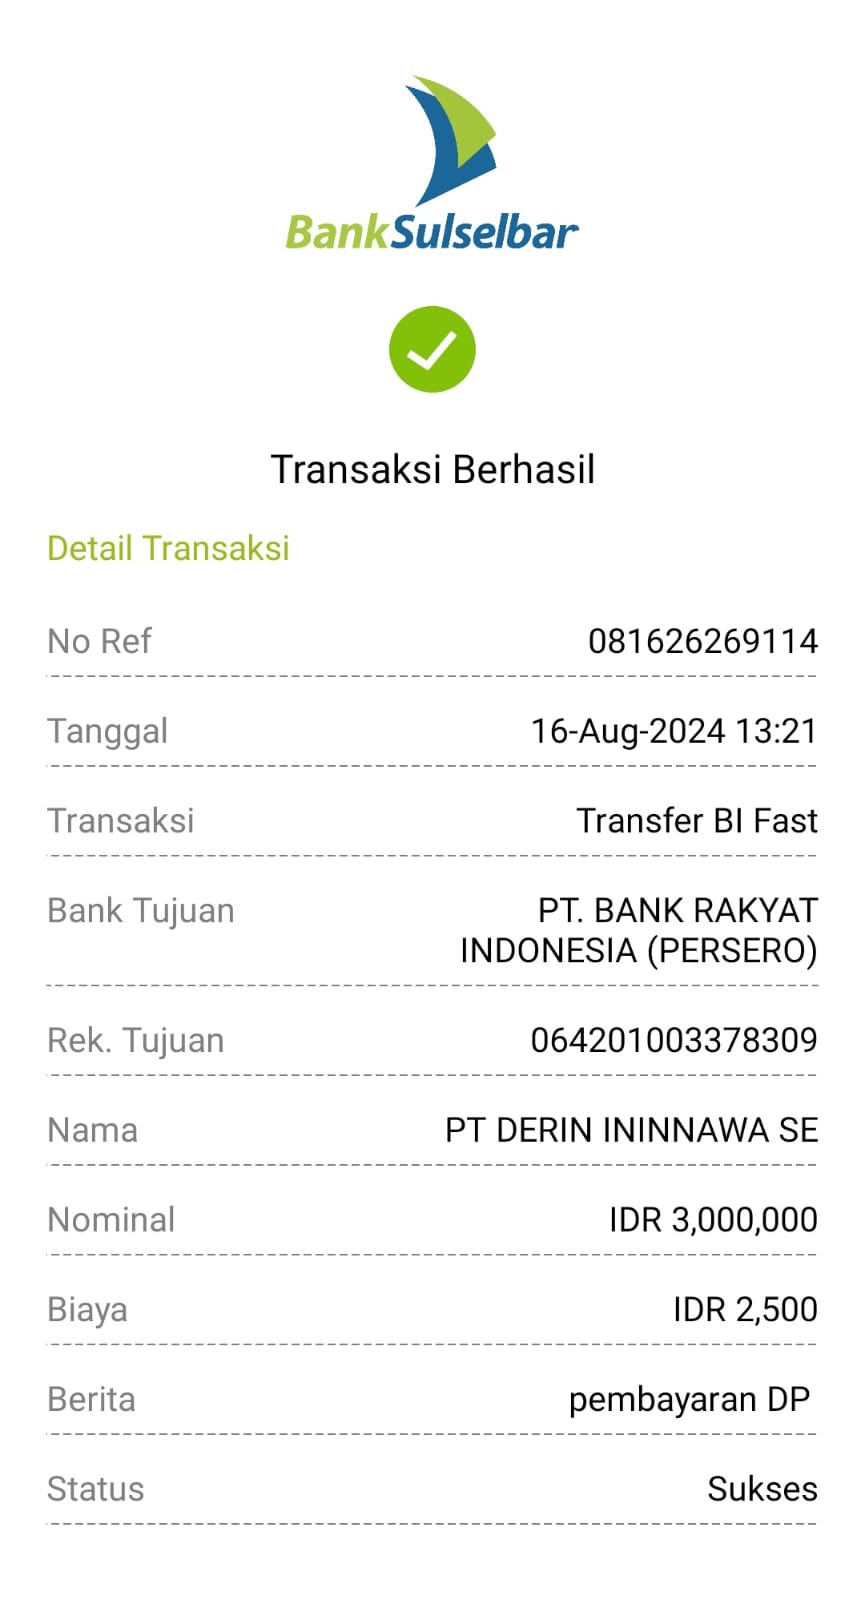 BankSulselbar
Transaksi Berhasil
Detail Transaksi
No Ref 081626269114
Tanggal 16-Aug-2024 13:21
Transaksi Transfer BI Fast
Bank Tujuan PT. BANK RAKYAT
INDONESIA (PERSERO)
Rek. Tujuan 064201003378309
Nama PT DERIN ININNAWA SE
Nominal IDR 3,000,000
Biaya IDR 2,500
Berita pembayaran DP
Status Sukses